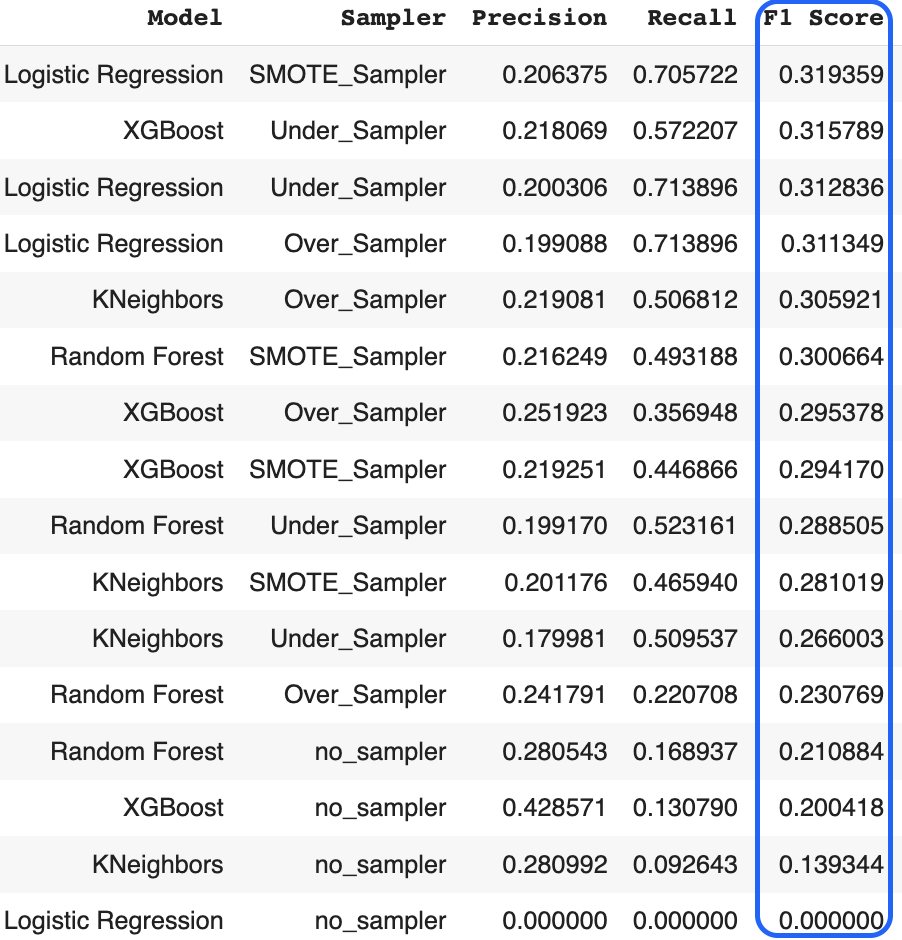 Model Sampler Precision Recall F1 Score
Logistic Regression SMOTE_Sampler 0.206375 0.705722 0.319359
XGBoost Under_Sampler 0.218069 0.572207 0.315789
Logistic Regression Under_Sampler 0.200306 0.713896 0.312836
Logistic Regression Over_Sampler 0.199088 0.713896 0.311349
KNeighbors Over_Sampler 0.219081 0.506812 0.305921
Random Forest SMOTE_Sampler 0.216249 0.493188 0.300664
XGBoost Over_Sampler 0.251923 0.356948 0.295378
XGBoost SMOTE_Sampler 0.219251 0.446866 0.294170
Random Forest Under_Sampler 0.199170 0.523161 0.288505
KNeighbors SMOTE_Sampler 0.201176 0.465940 0.281019
KNeighbors Under_Sampler 0.179981 0.509537 0.266003
Random Forest Over_Sampler 0.241791 0.220708 0.230769
Random Forest no_sampler 0.280543 0.168937 0.210884
XGBoost no_sampler 0.428571 0.130790 0.200418
KNeighbors no_sampler 0.280992 0.092643 0.139344
Logistic Regression no_sampler 0.000000 0.000000 0.000000